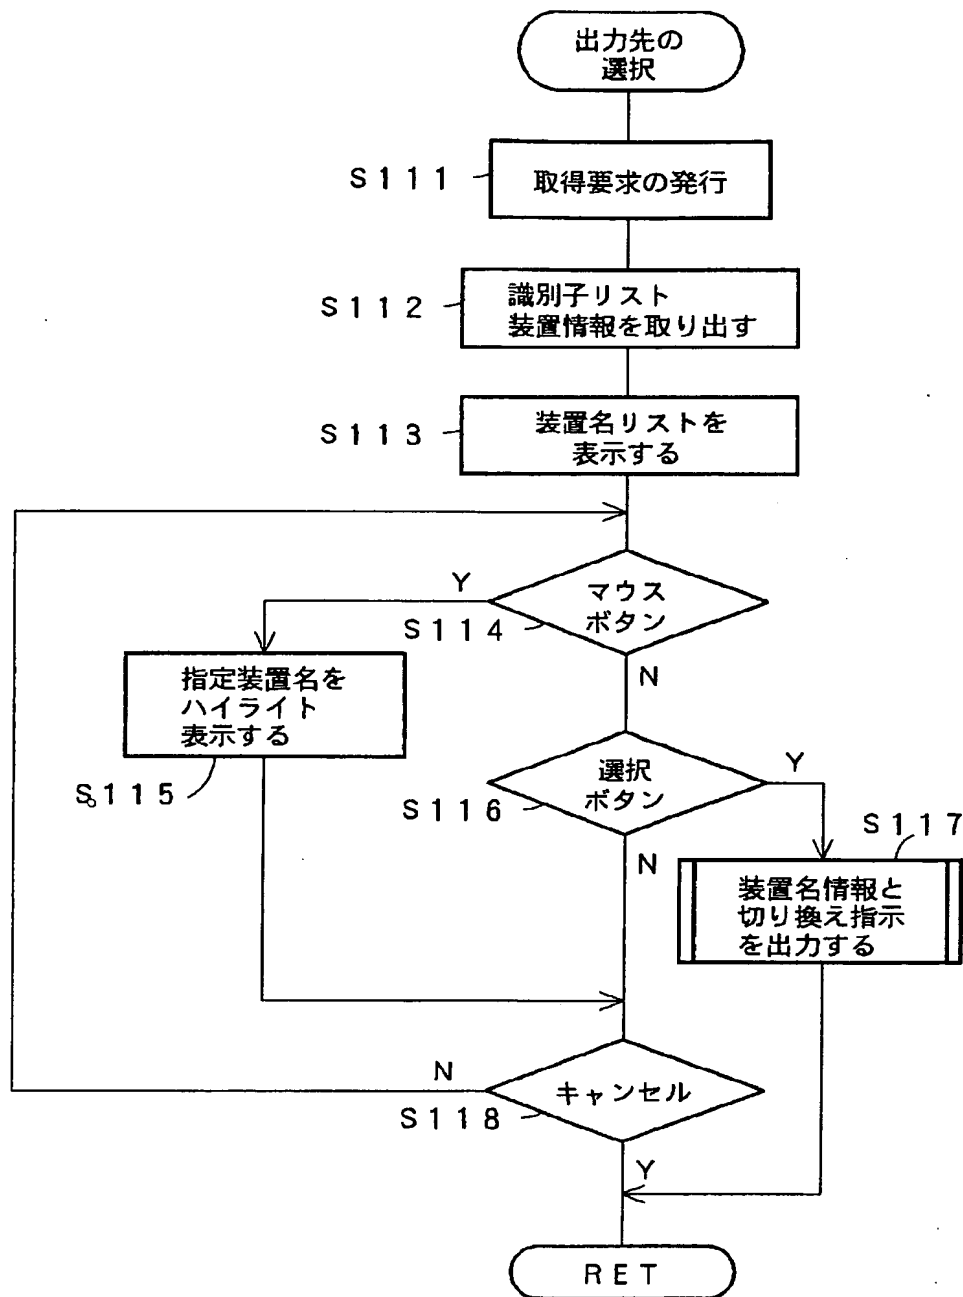 出力先の
選択
S111
取得要求の発行
S112
識別子リスト
装置情報を取り出す
S113
装置名リストを
表示する
Y
マウス
ボタン
S114
N
指定装置名を
ハイライト
表示する
S115
選択
ボタン
Y
S116
N
S117
装置名情報と
切り換え指示
を出力する
N
キャンセル
S118
Y
RET